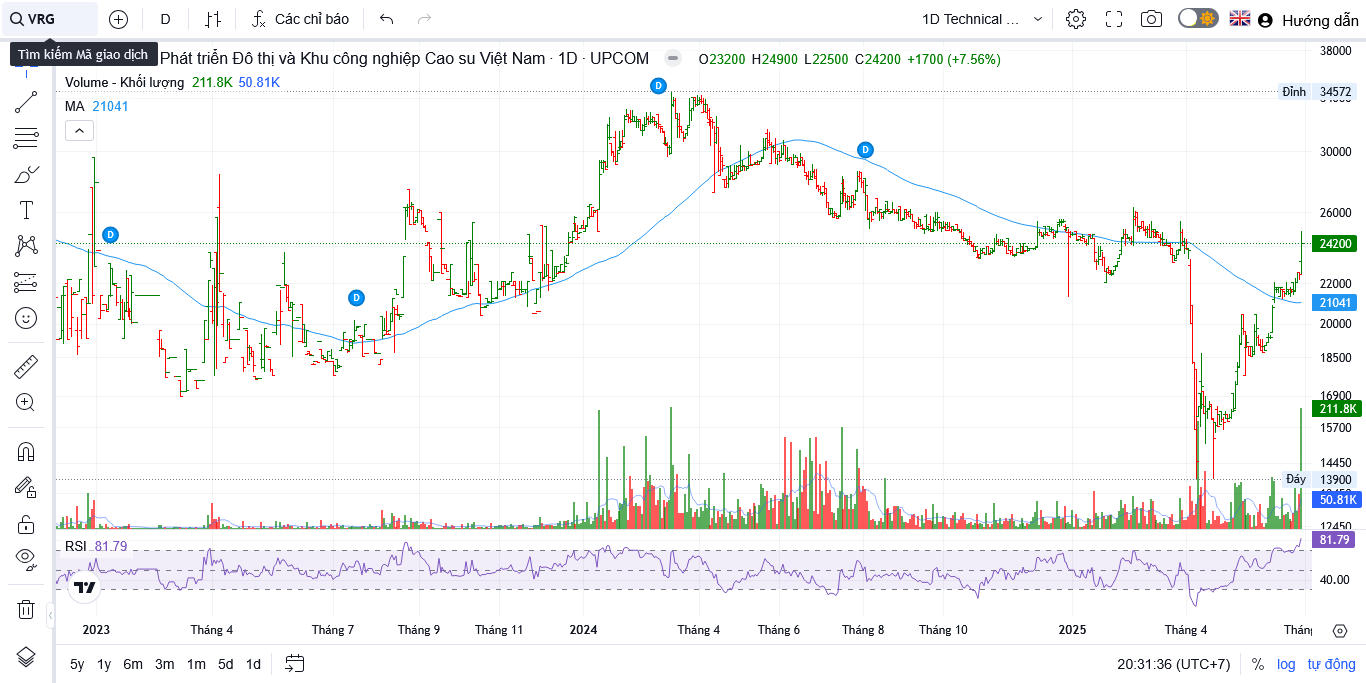 VRG
D
Các chỉ báo
1D Technical ...
Hướng dẫn
Tìm kiếm Mã giao dịch
Phát triển Đô thị và Khu công nghiệp Cao su Việt Nam · 1D · UPCOM
O23200 H24900 L22500 C24200 +1700 (+7.56%)
Volume - Khối lượng 211.8K 50.81K
MA 21041
D
D
D
D
38000
Đỉnh 34572
30000
26000
24200
22000
21041
20000
18500
16900
211.8K
15700
14450
Đáy 13900
50.81K
12450
RSI 81.79
81.79
40.00
2023 Tháng 4 Tháng 7 Tháng 9 Tháng 11 2024 Tháng 4 Tháng 6 Tháng 8 Tháng 10 2025 Tháng 4
5y 1y 6m 3m 1m 5d 1d
20:31:36 (UTC+7) % log tự động